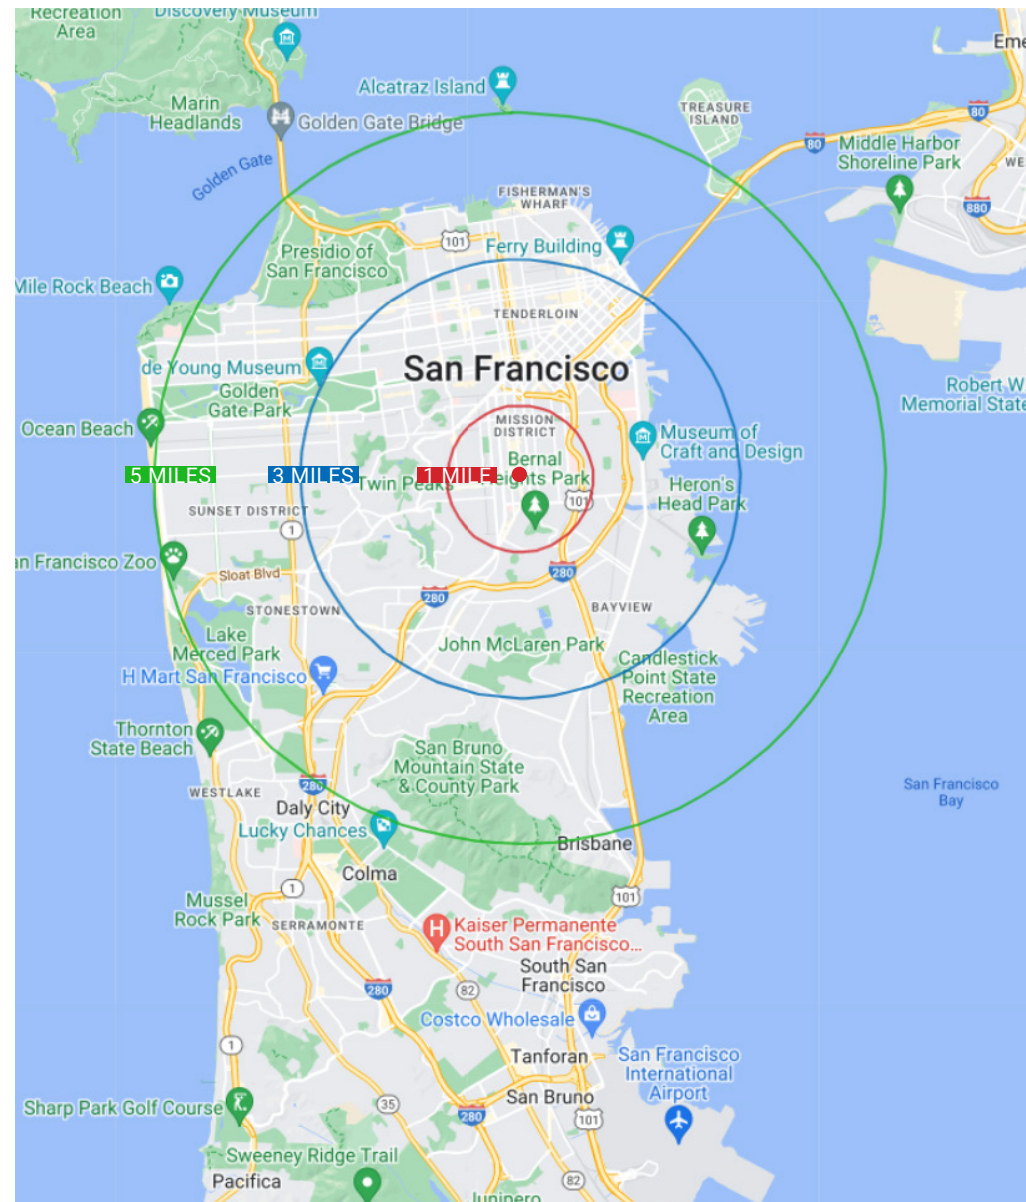 Recreation
Area
Discovery Museum
Eme
Alcatraz Island
Marin
Headlands
Golden Gate Bridge
TREASURE
ISLAND
80
80
Middle Harbor
Shoreline Park
WE
Golden Gate
FISHERMAN'S
WHARF
880
101
Ferry Building
Presidio of
San Francisco
Mile Rock Beach
TENDERLOIN
de Young Museum
San Francisco
Golden
Gate Park
Robert W
Memorial State
Ocean Beach
MISSION
DISTRICT
Museum of
Craft and Design
5 MILES
3 MILES
1 MILE
Twin Peaks
Bernal
Heights Park
101
Heron's
Head Park
SUNSET DISTRICT
1
an Francisco Zoo
Sloat Blvd
280
280
STONESTOWN
BAYVIEW
Lake
Merced Park
John McLaren Park
H Mart San Francisco
Candlestick
Point State
Recreation
Area
Thornton
State Beach
San Bruno
Mountain State
& County Park
WESTLAKE
280
San Francisco
Bay
Daly City
Lucky Chances
Brisbane
Colma
1
101
Mussel
Rock Park
SERRAMONTE
H
Kaiser Permanente
South San Francisco...
South San
Francisco
280
82
Costco Wholesale
1
Tanforan
San Francisco
International
Airport
San Bruno
Sharp Park Golf Course
35
280
101
Sweeney Ridge Trail
Pacifica
82
Junipero